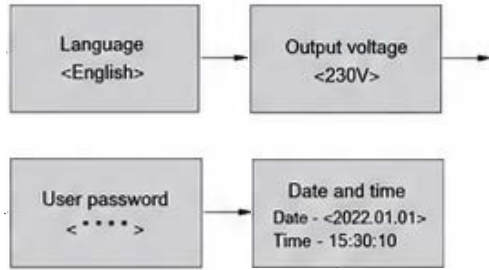 Language
<English>
Output voltage
<230V>
User password
< * * * * >
Date and time
Date - <2022.01.01>
Time - 15:30:10